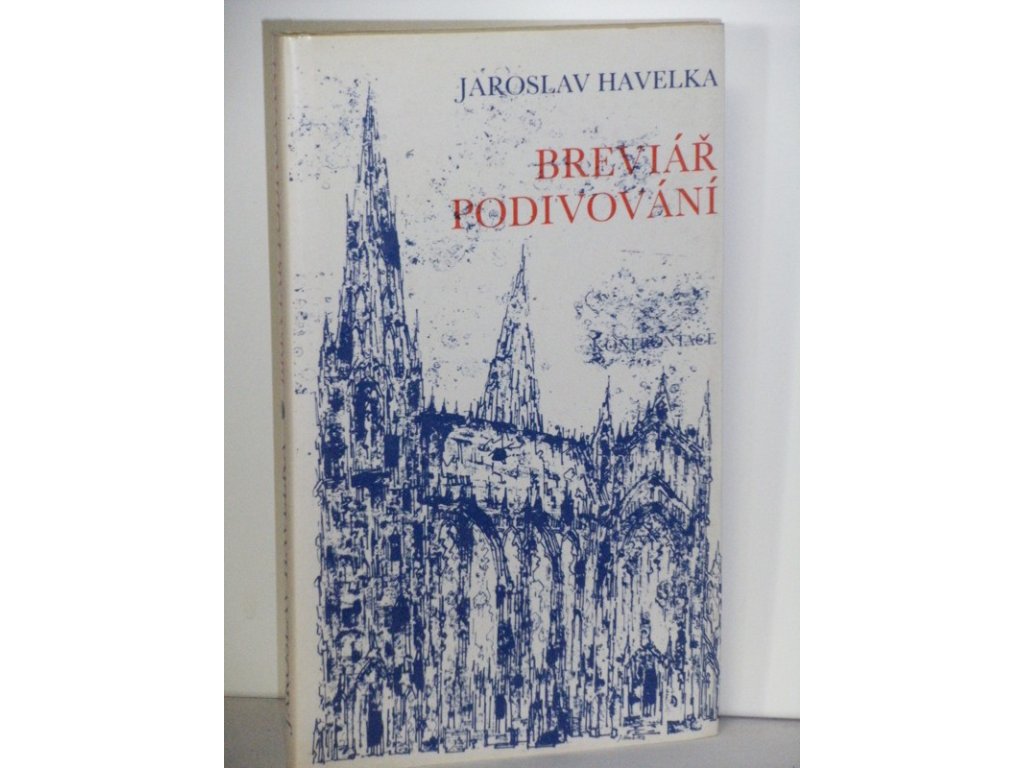 JAROSLAV HAVELKA
BREVIÁŘ
PODIVOVÁNÍ
KONFRONTACE